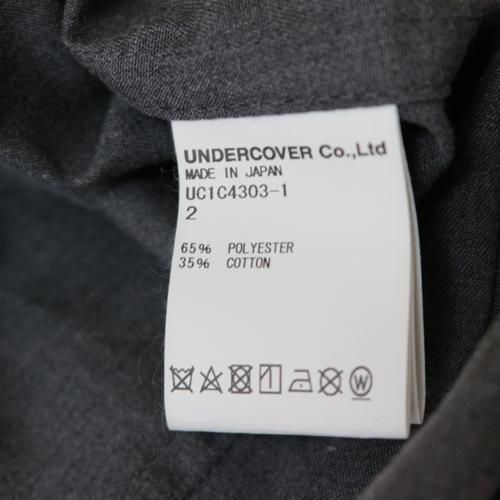 UNDERCOVER Co.,Ltd
MADE IN JAPAN
UC1C4303-1
2
65% POLYESTER
35% COTTON
W